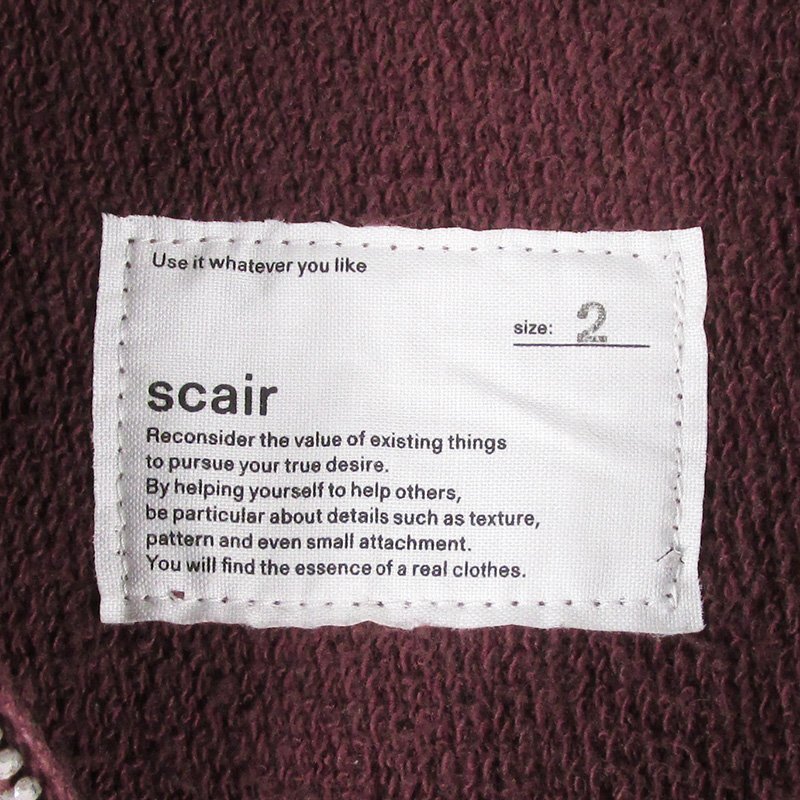 Use it whatever you like
size: 2
scair
Reconsider the value of existing things
to pursue your true desire.
By helping yourself to help others,
be particular about details such as texture,
pattern and even small attachment.
You will find the essence of a real clothes.